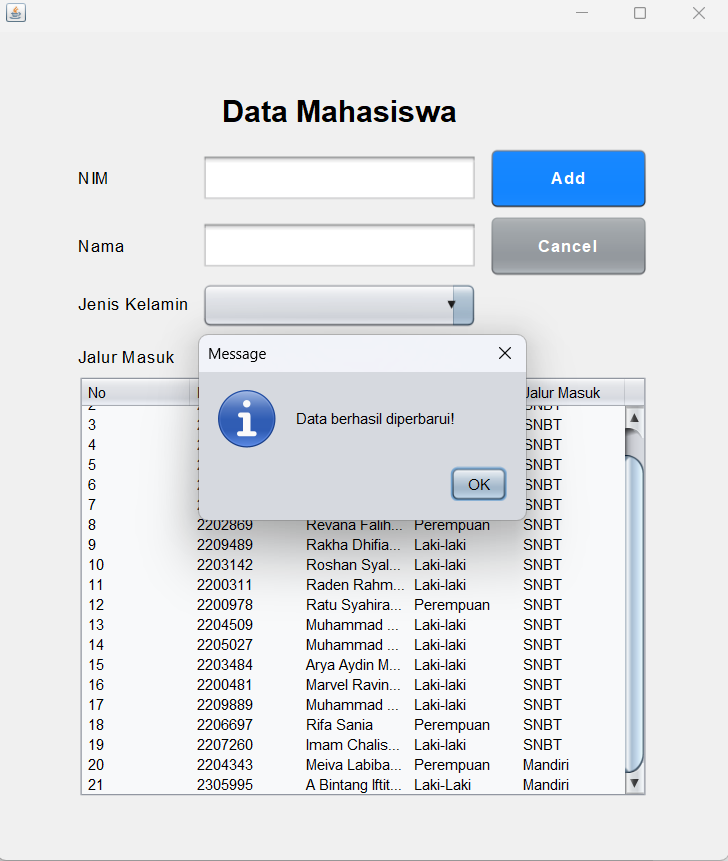 Data Mahasiswa
NIM
Add
Nama
Cancel
Jenis Kelamin
Jalur Masuk
Message
Data berhasil diperbarui!
OK
No Jalur Masuk
2 SNBT
3 SNBT
4 SNBT
5 SNBT
6 SNBT
7 SNBT
8 2202869 Revana Falih... Perempuan SNBT
9 2209489 Rakha Dhifia... Laki-laki SNBT
10 2203142 Roshan Syal... Laki-laki SNBT
11 2200311 Raden Rahm... Laki-laki SNBT
12 2200978 Ratu Syahira... Perempuan SNBT
13 2204509 Muhammad ... Laki-laki SNBT
14 2205027 Muhammad ... Laki-laki SNBT
15 2203484 Arya Aydin M... Laki-laki SNBT
16 2200481 Marvel Ravin... Laki-laki SNBT
17 2209889 Muhammad ... Laki-laki SNBT
18 2206697 Rifa Sania Perempuan SNBT
19 2207260 Imam Chalis... Laki-laki SNBT
20 2204343 Meiva Labiba... Perempuan Mandiri
21 2305995 A Bintang Iftit... Laki-Laki Mandiri